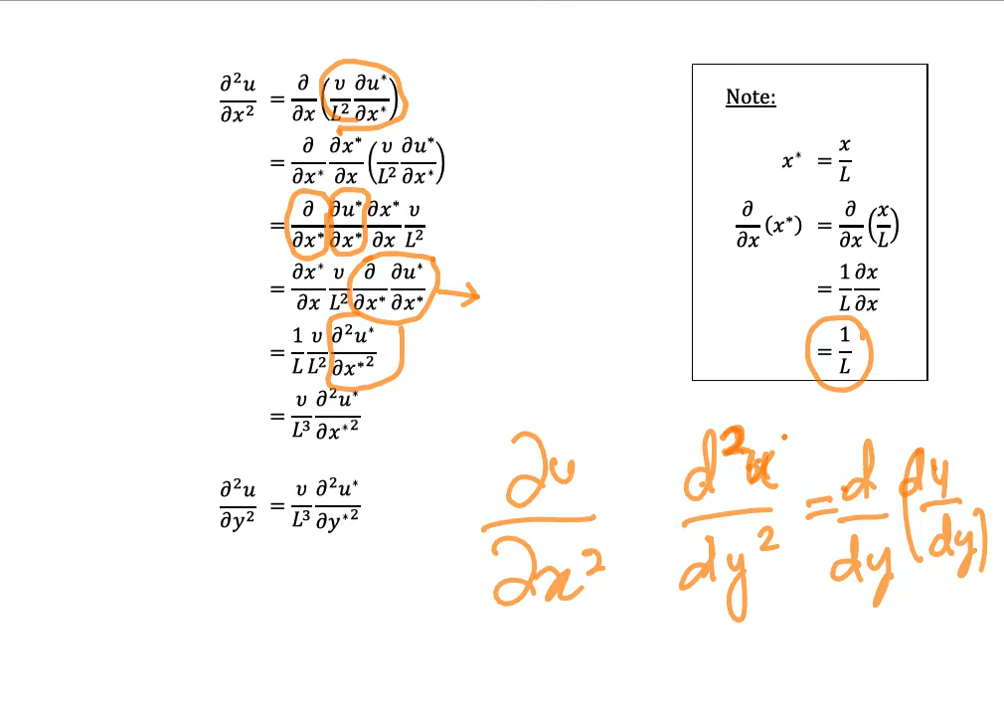 ∂²u/∂x² = ∂/∂x (υ/L² ∂u*/∂x*)
= ∂/∂x* ∂x*/∂x (υ/L² ∂u*/∂x*)
= ∂/∂x* ∂u*/∂x* ∂x*/∂x υ/L²
= ∂x*/∂x υ/L² ∂/∂x* ∂u*/∂x*
= 1/L υ/L² ∂²u*/∂x*²
= υ/L³ ∂²u*/∂x*²
∂²u/∂y² = υ/L³ ∂²u*/∂y*²
Note:
x* = x/L
∂/∂x (x*) = ∂/∂x (x/L)
= 1/L ∂x/∂x
= 1/L
∂u/∂x²
d²x/dy² = d/dy (dy/dy)